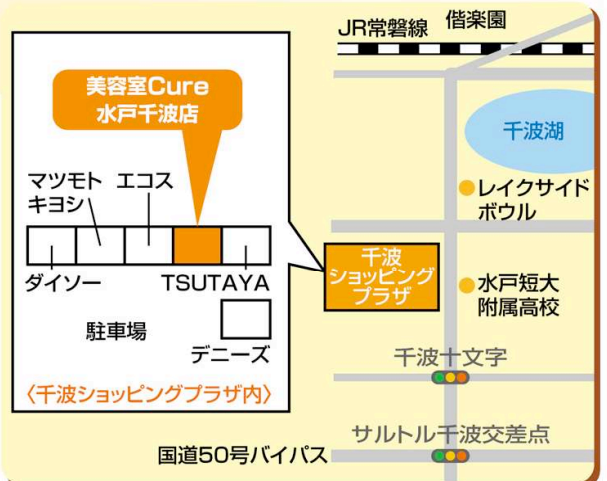 JR常磐線
偕楽園
美容室Cure
水戸千波店
千波湖
マツモト
キヨシ
エコス
レイクサイド
ボウル
ダイソー
TSUTAYA
千波
ショッピング
プラザ
水戸短大
附属高校
駐車場
デニーズ
千波十文字
〈千波ショッピングプラザ内〉
サルトル千波交差点
国道50号バイパス